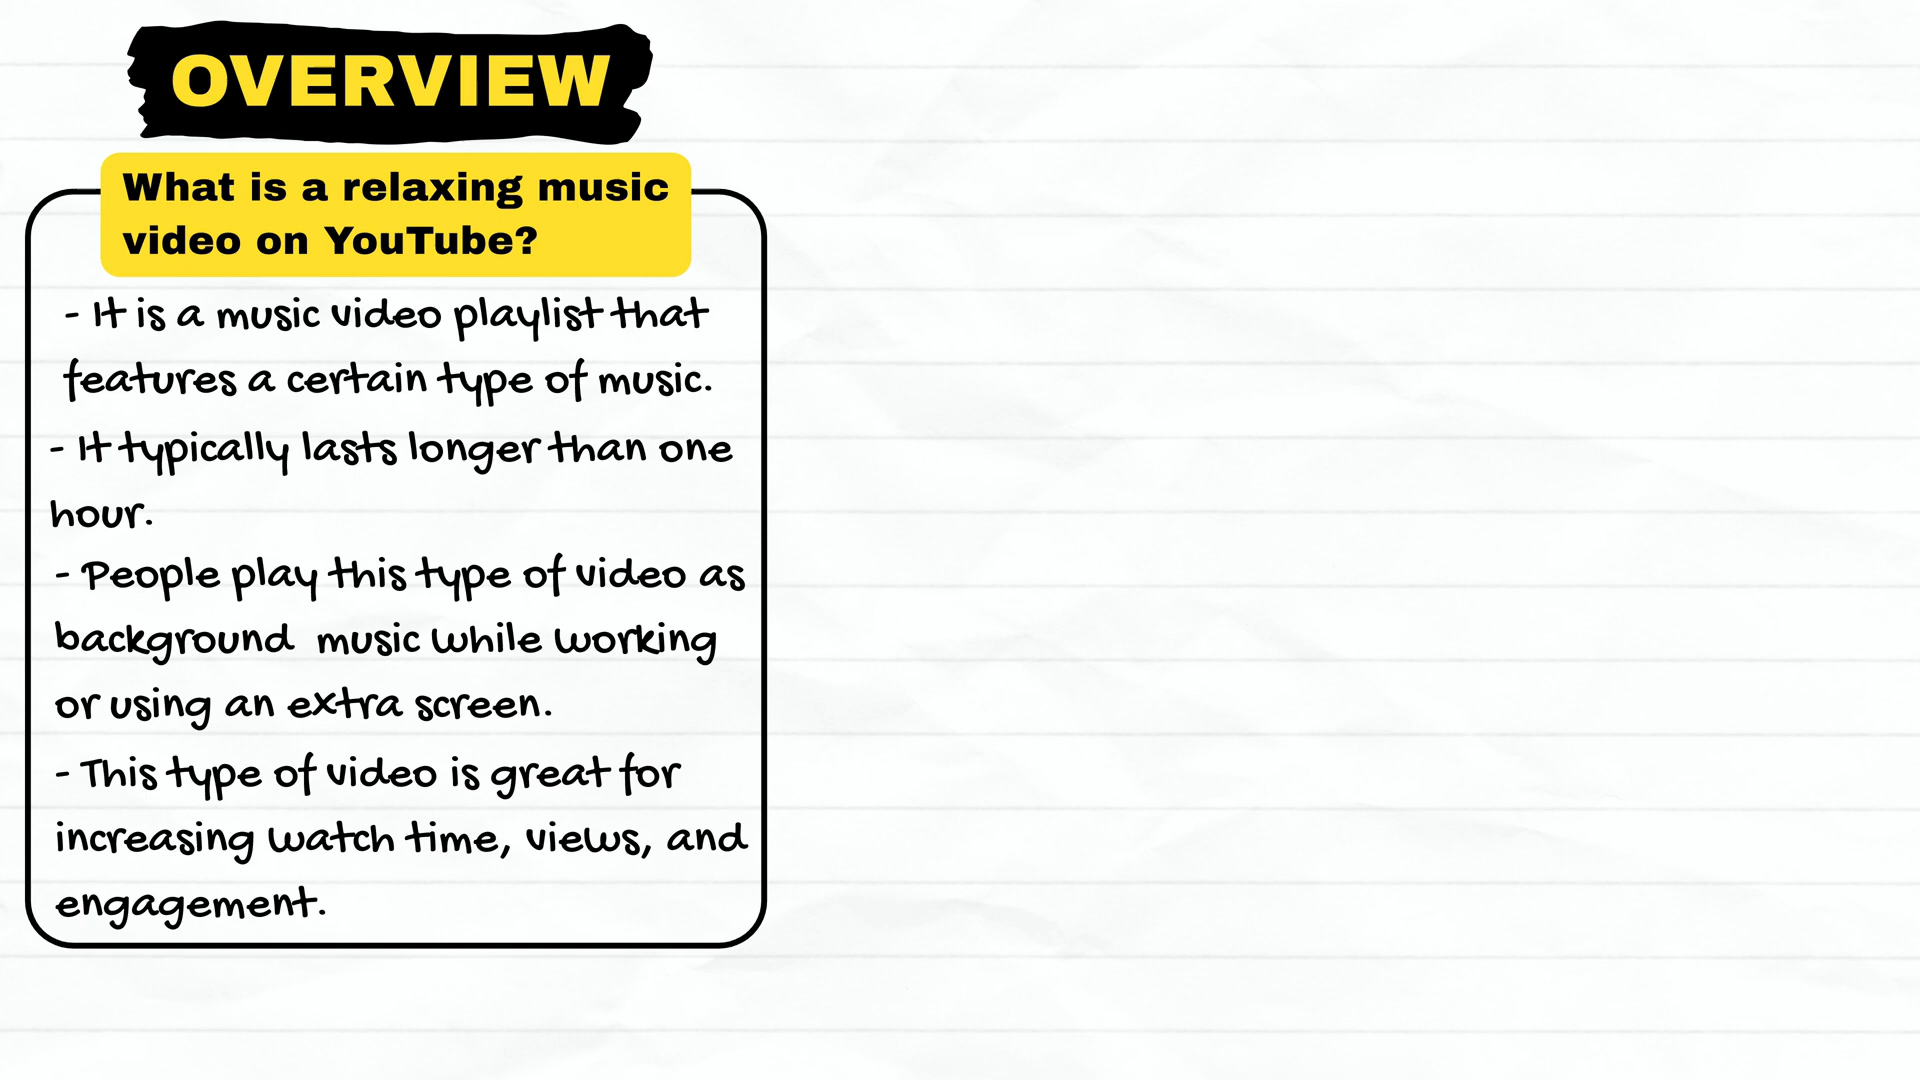 OVERVIEW
What is a relaxing music
video on YouTube?
- It is a music video playlist that
features a certain type of music.
- It typically lasts longer than one
hour.
- People play this type of video as
background  music while working
or using an extra screen.
- This type of video is great for
increasing watch time, views, and
engagement.